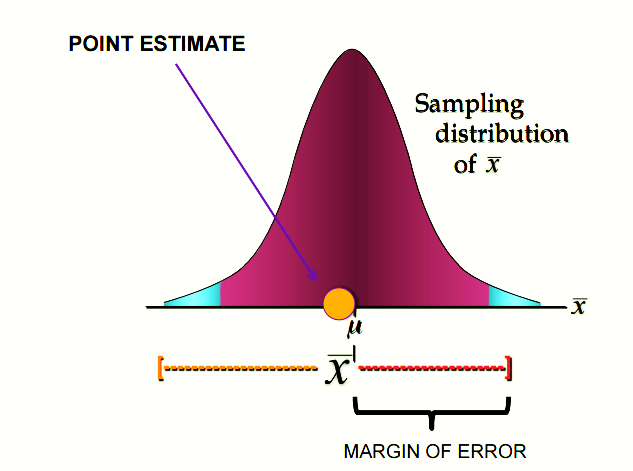 POINT ESTIMATE
Sampling
distribution
of x̅
x̅
μ
[ x̅ ]
MARGIN OF ERROR